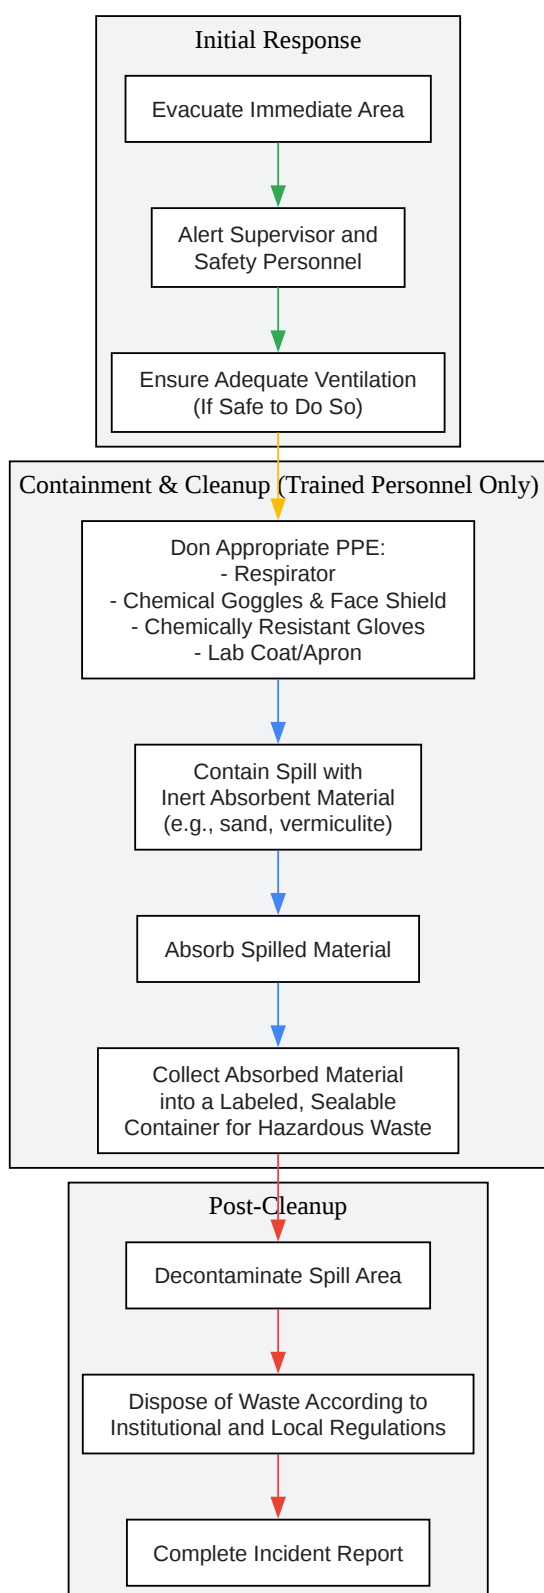 Initial Response
Evacuate Immediate Area
Alert Supervisor and
Safety Personnel
Ensure Adequate Ventilation
(If Safe to Do So)
Containment & Cleanup (Trained Personnel Only)
Don Appropriate PPE:
- Respirator
- Chemical Goggles & Face Shield
- Chemically Resistant Gloves
- Lab Coat/Apron
Contain Spill with
Inert Absorbent Material
(e.g., sand, vermiculite)
Absorb Spilled Material
Collect Absorbed Material
into a Labeled, Sealable
Container for Hazardous Waste
Post-Cleanup
Decontaminate Spill Area
Dispose of Waste According to
Institutional and Local Regulations
Complete Incident Report